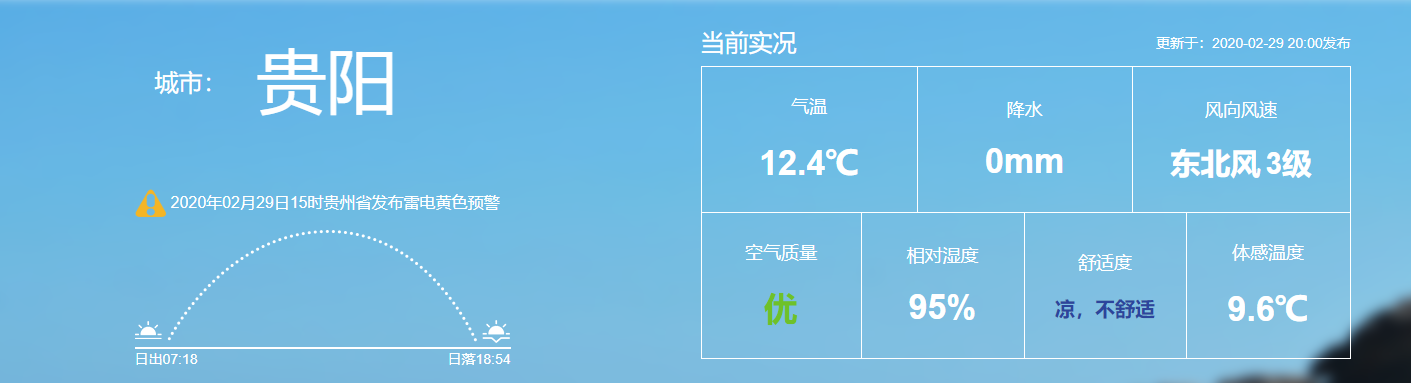 城市： 贵阳
2020年02月29日15时贵州省发布雷电黄色预警
日出07:18
日落18:54
当前实况
更新于：2020-02-29 20:00发布
气温
12.4℃
降水
0mm
风向风速
东北风 3级
空气质量
优
相对湿度
95%
舒适度
凉，不舒适
体感温度
9.6℃